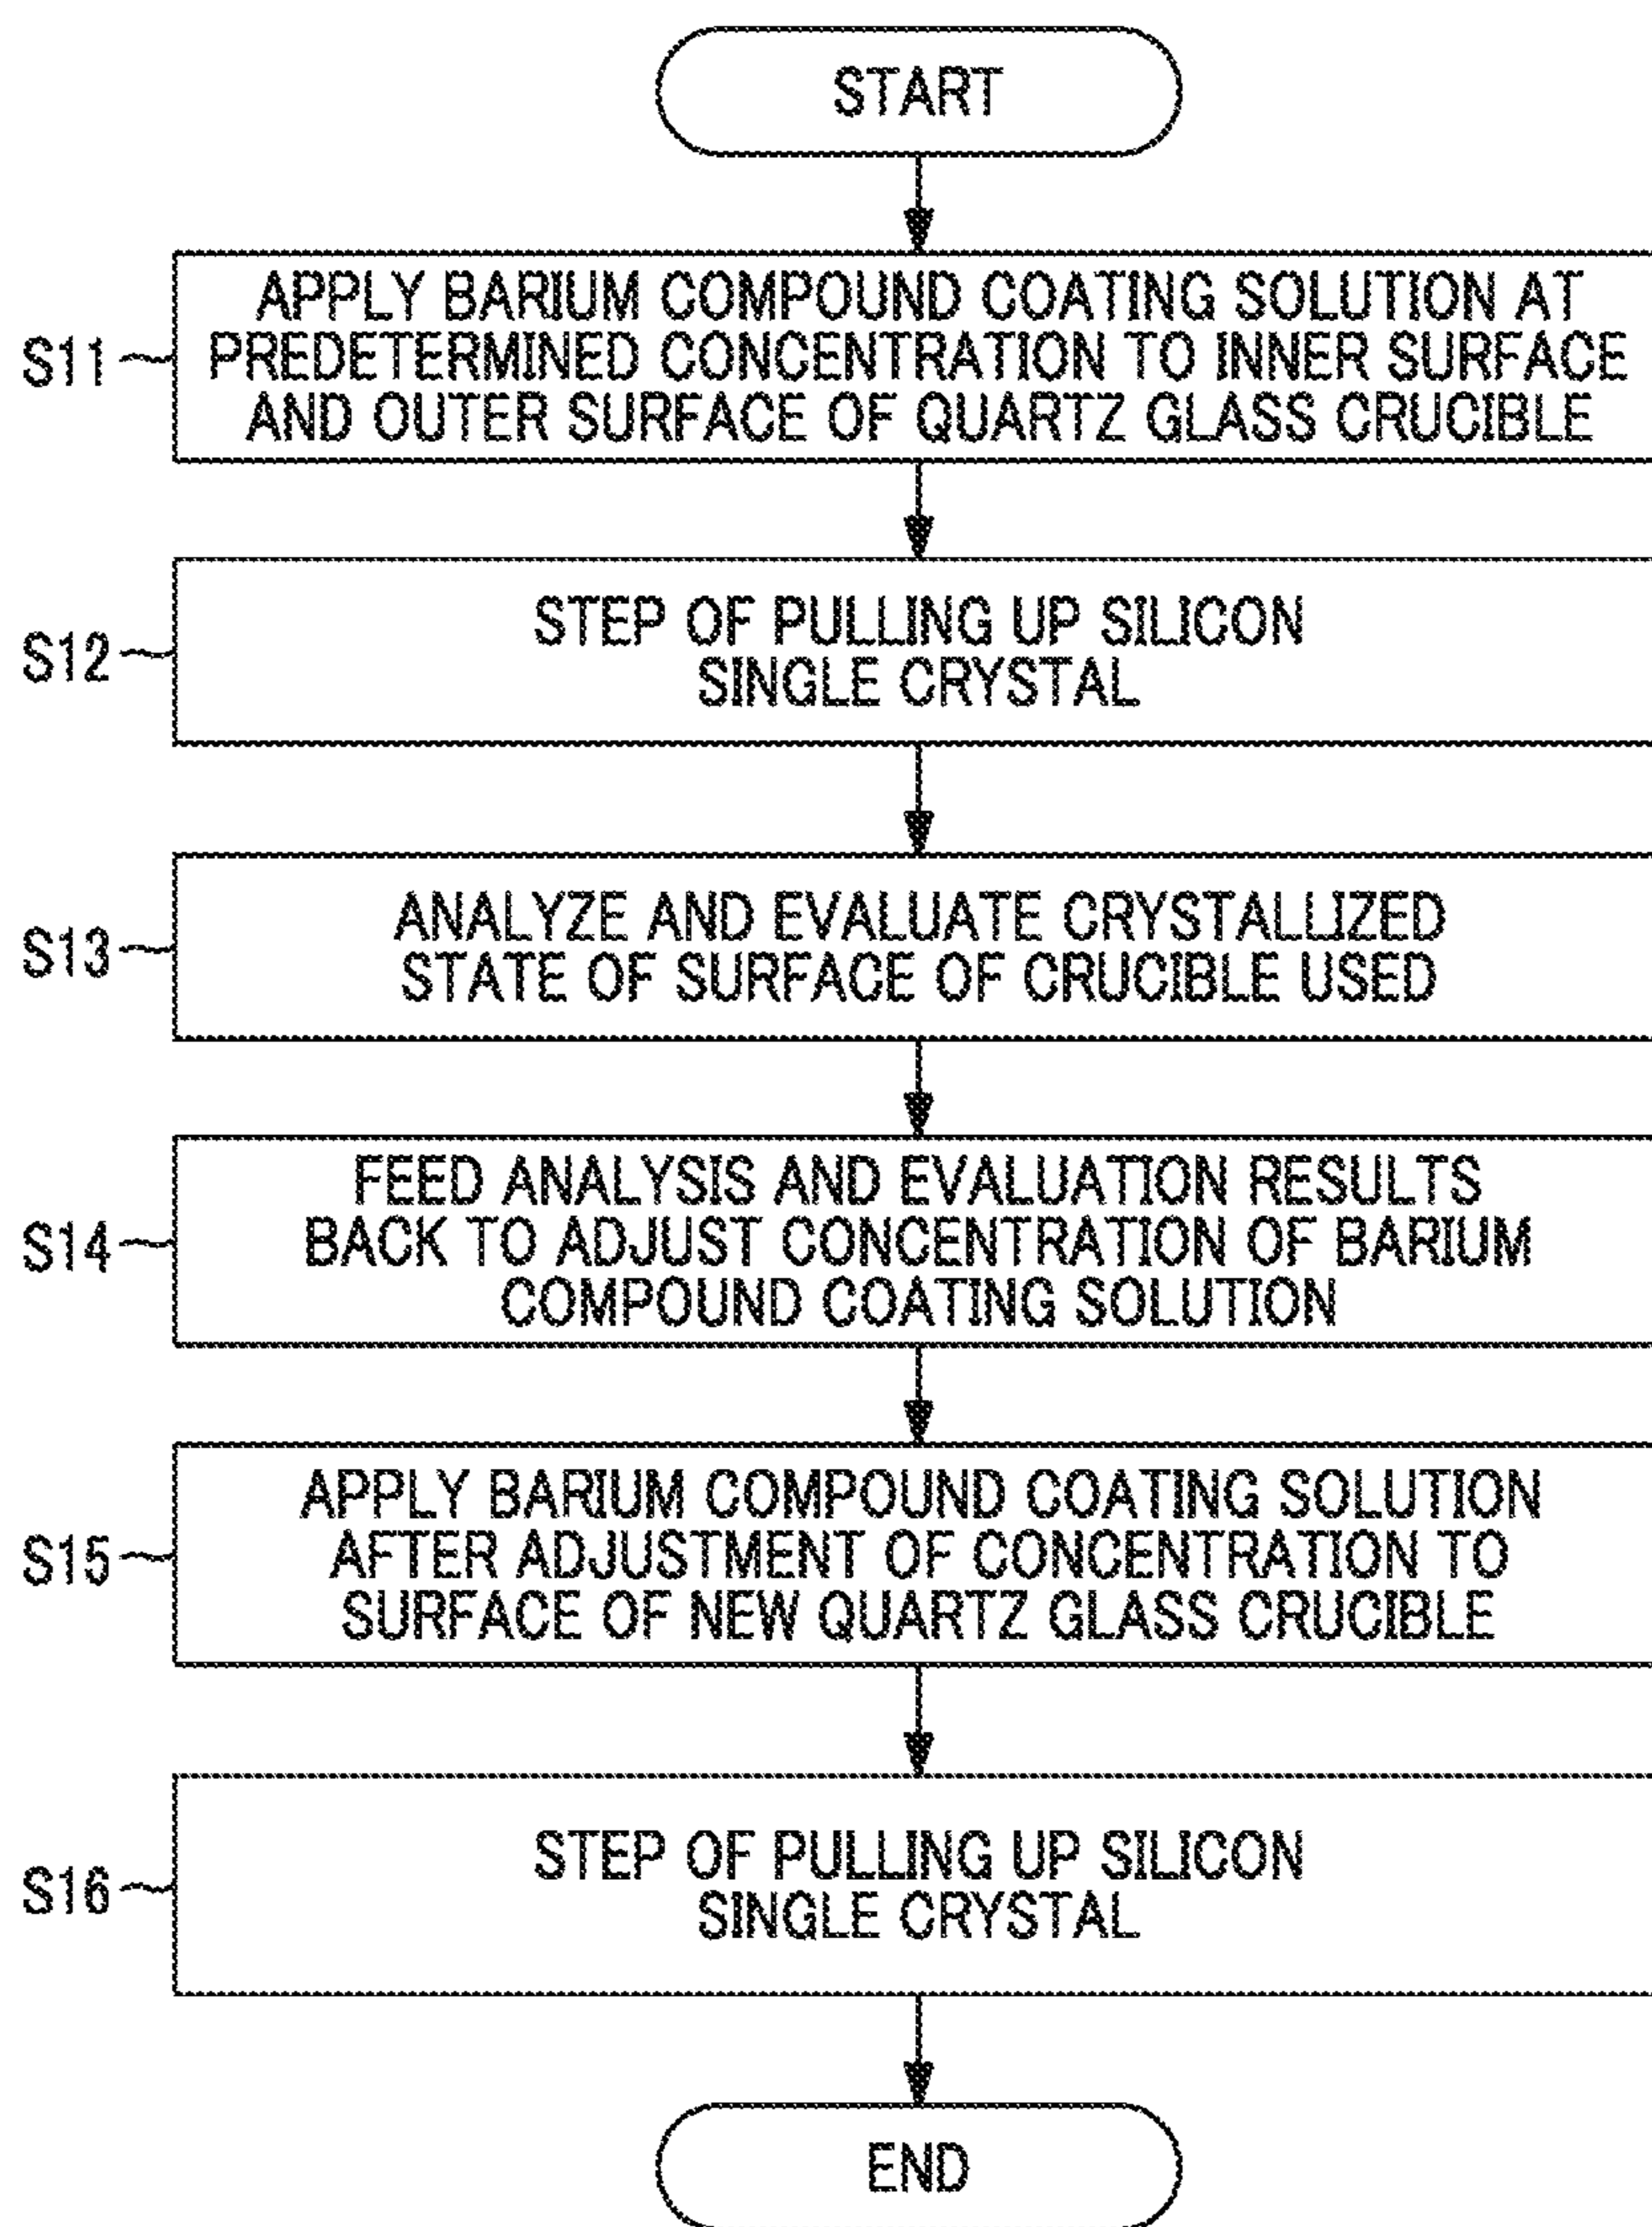 START
S11
APPLY BARIUM COMPOUND COATING SOLUTION AT
PREDETERMINED CONCENTRATION TO INNER SURFACE
AND OUTER SURFACE OF QUARTZ GLASS CRUCIBLE
S12
STEP OF PULLING UP SILICON
SINGLE CRYSTAL
S13
ANALYZE AND EVALUATE CRYSTALLIZED
STATE OF SURFACE OF CRUCIBLE USED
S14
FEED ANALYSIS AND EVALUATION RESULTS
BACK TO ADJUST CONCENTRATION OF BARIUM
COMPOUND COATING SOLUTION
S15
APPLY BARIUM COMPOUND COATING SOLUTION
AFTER ADJUSTMENT OF CONCENTRATION TO
SURFACE OF NEW QUARTZ GLASS CRUCIBLE
S16
STEP OF PULLING UP SILICON
SINGLE CRYSTAL
END